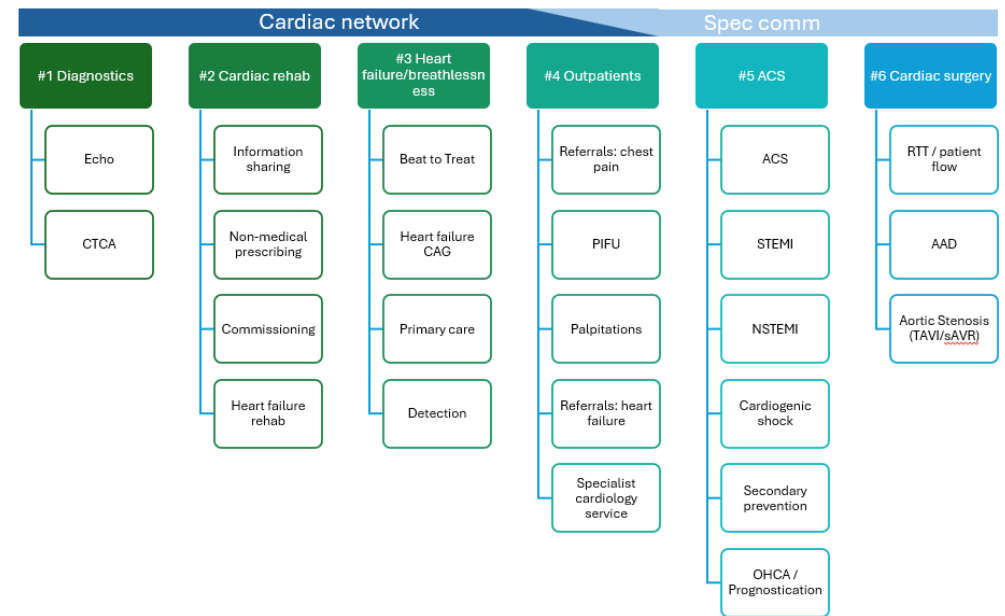 Cardiac network
Spec comm
#1 Diagnostics
Echo
CTCA
#2 Cardiac rehab
Information
sharing
Non-medical
prescribing
Commissioning
Heart failure
rehab
#3 Heart
failure/breathlessn
ess
Beat to Treat
Heart failure
CAG
Primary care
Detection
#4 Outpatients
Referrals: chest
pain
PIFU
Palpitations
Referrals: heart
failure
Specialist
cardiology
service
#5 ACS
ACS
STEMI
NSTEMI
Cardiogenic
shock
Secondary
prevention
OHCA /
Prognostication
#6 Cardiac surgery
RTT / patient
flow
AAD
Aortic Stenosis
(TAVI/sAVR)